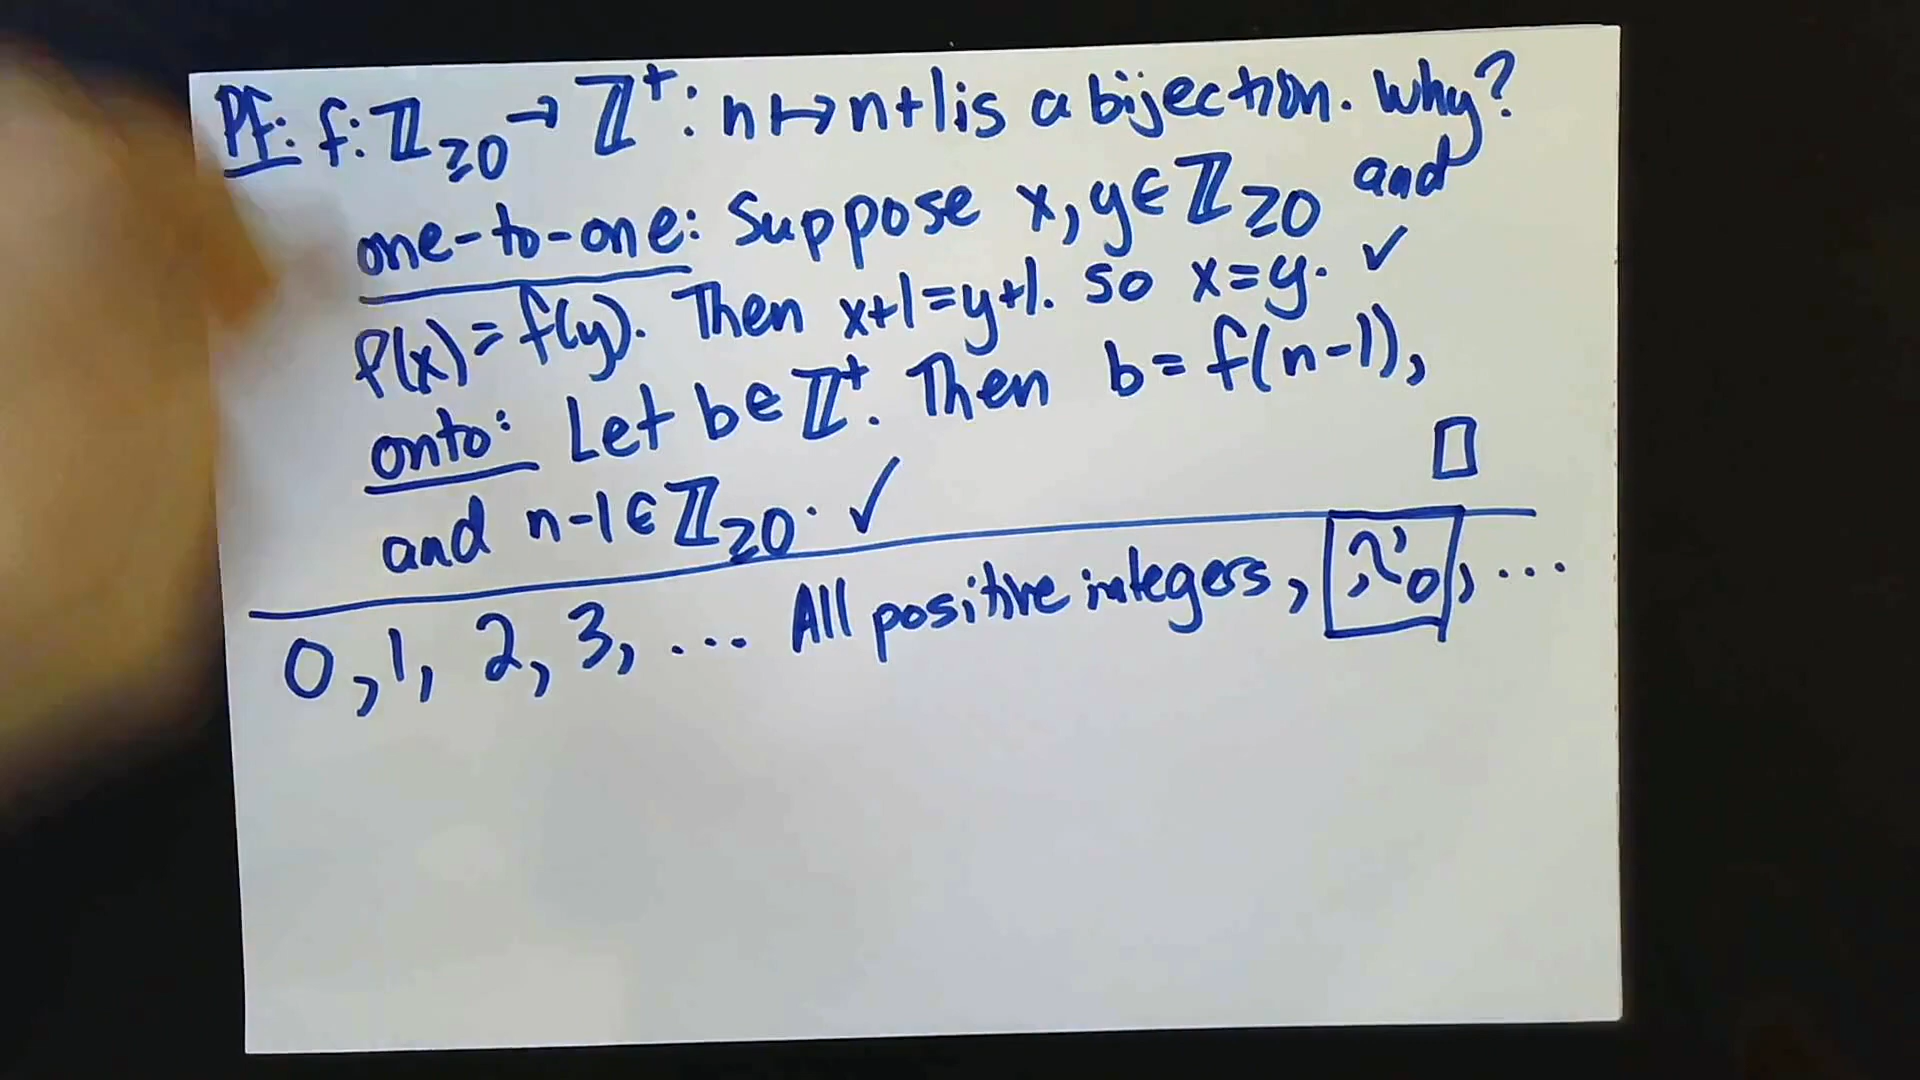 Pf: f: ℤ≥0 → ℤ⁺: n ↦ n+1 is a bijection. Why?
one-to-one: Suppose x, y ∈ ℤ≥0 and
f(x) = f(y). Then x+1 = y+1. So x = y. ✓
onto: Let b ∈ ℤ⁺. Then b = f(n-1),
and n-1 ∈ ℤ≥0. ✓ □
0, 1, 2, 3, ... All positive integers, ℵ0, ...